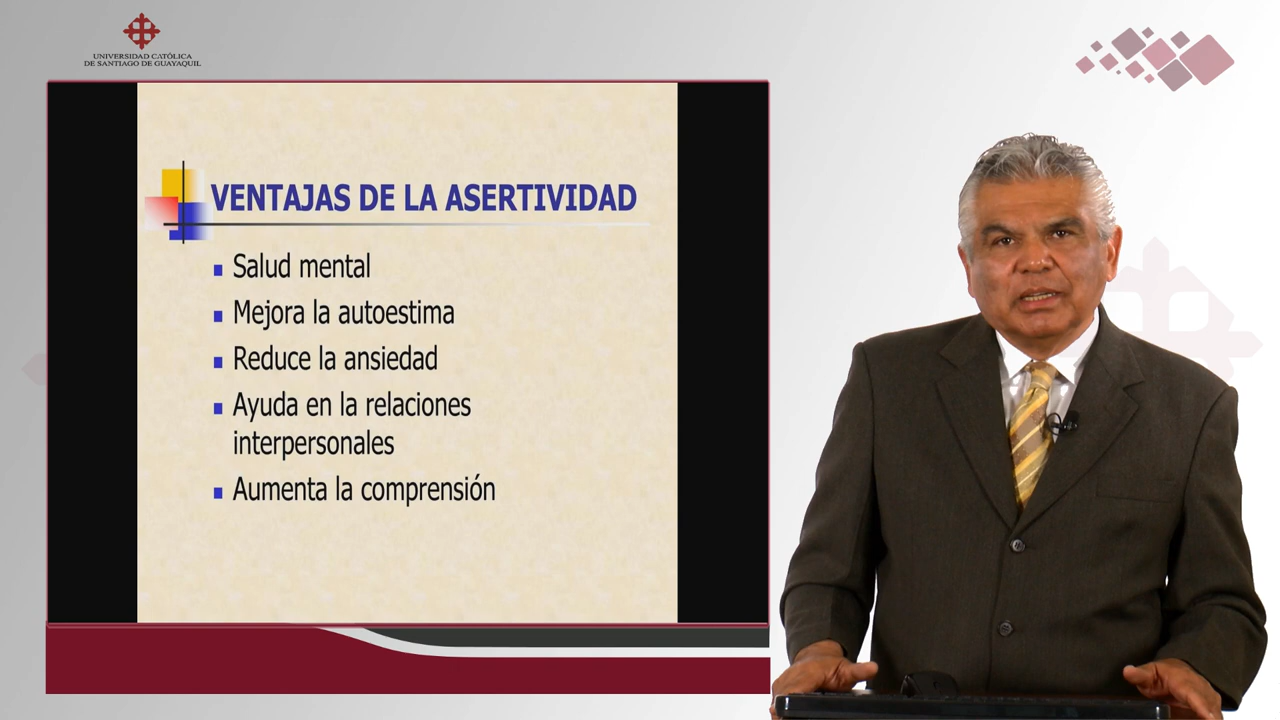 UNIVERSIDAD CATÓLICA
DE SANTIAGO DE GUAYAQUIL
VENTAJAS DE LA ASERTIVIDAD
Salud mental
Mejora la autoestima
Reduce la ansiedad
Ayuda en la relaciones
interpersonales
Aumenta la comprensión